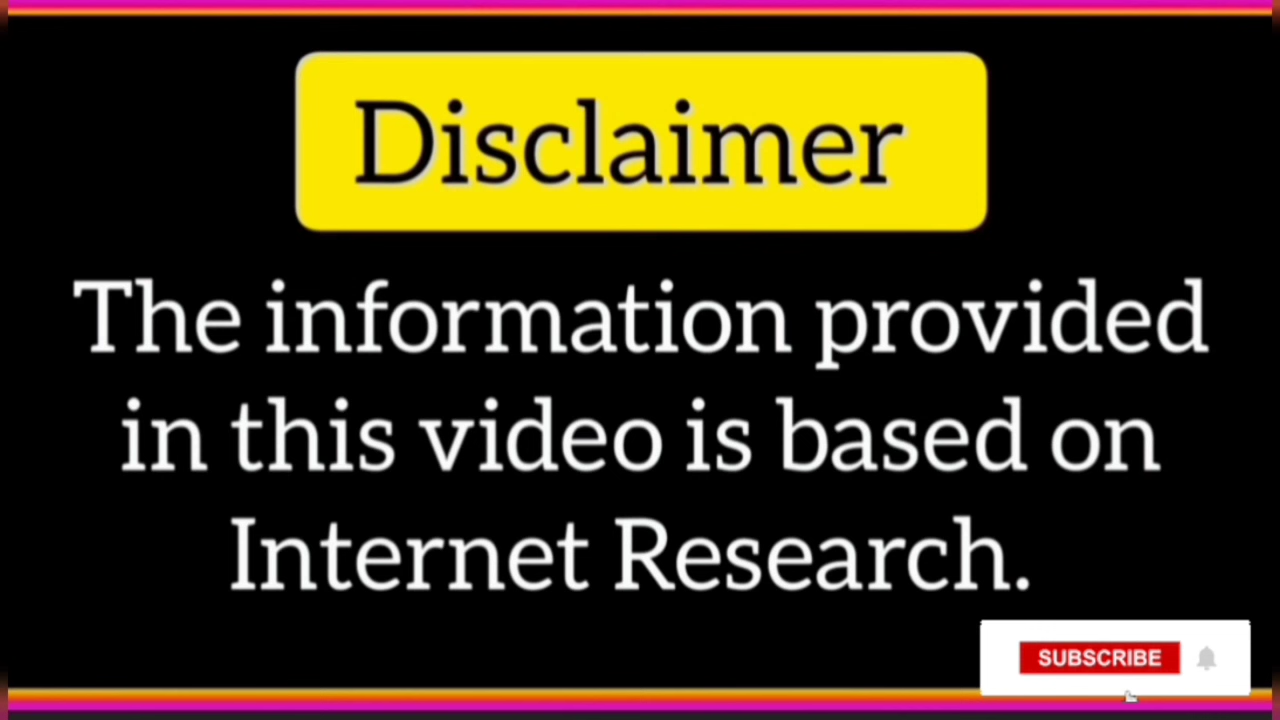 Disclaimer
The information provided
in this video is based on
Internet Research.
SUBSCRIBE